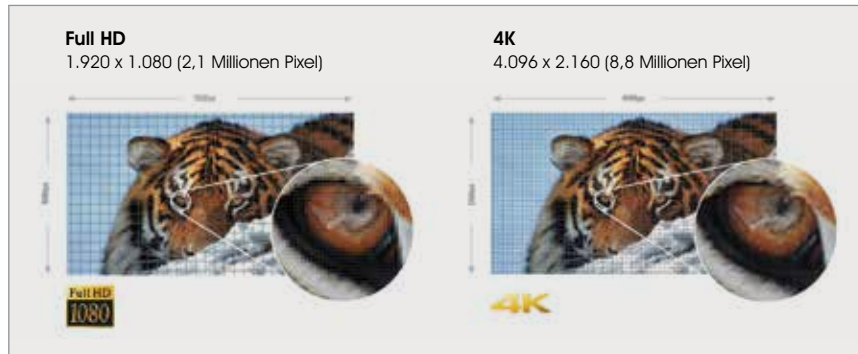 Full HD
1.920 x 1.080 (2,1 Millionen Pixel)
4K
4.096 x 2.160 (8,8 Millionen Pixel)
Full HD
1080
4K